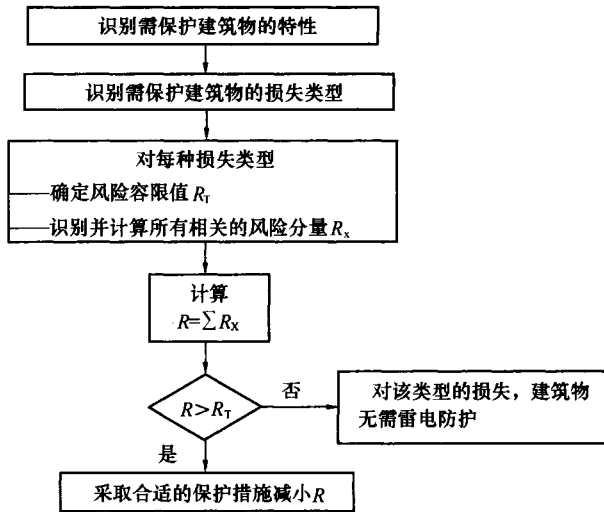 识别需保护建筑物的特性
识别需保护建筑物的损失类型
对每种损失类型
——确定风险容限值 R_T
——识别并计算所有相关的风险分量 R_x
计算
R=∑R_X
R>R_T
否
对该类型的损失，建筑物
无需雷电防护
是
采取合适的保护措施减小 R